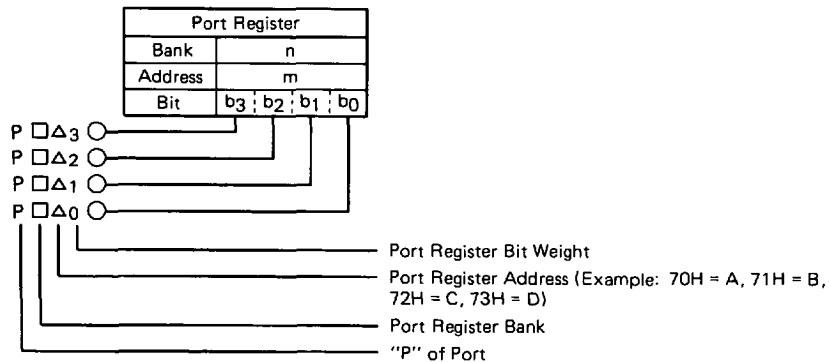 Port Register
Bank n
Address m
Bit b3 b2 b1 b0
P □△3
P □△2
P □△1
P □△0
Port Register Bit Weight
Port Register Address (Example: 70H = A, 71H = B,
72H = C, 73H = D)
Port Register Bank
"P" of Port